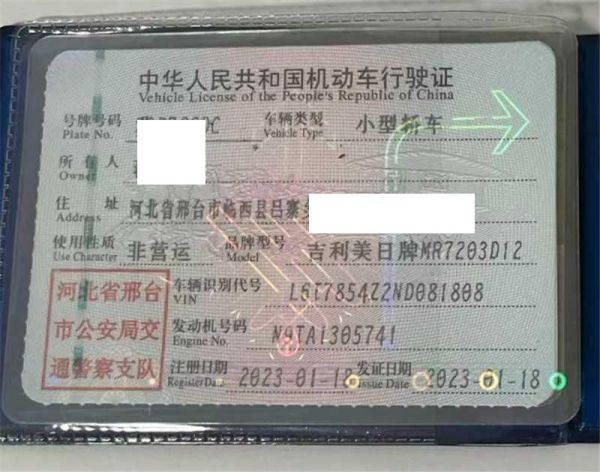 中华人民共和国机动车行驶证
Vehicle License of the People's Republic of China
号牌号码 车辆类型 小型轿车
Plate No. Vehicle Type
所有人
Owner
住址 河北省邢台市临西县吕寨
Address
使用性质 非营运 品牌型号 吉利美日牌MR7203D12
Use Character Model
河北省邢台
市公安局交
通警察支队
车辆识别代号 L6T7854Z2ND081808
VIN
发动机号码 N0TA1305741
Engine No.
注册日期 2023-01-18 发证日期 2023-01-18
Register Date Issue Date